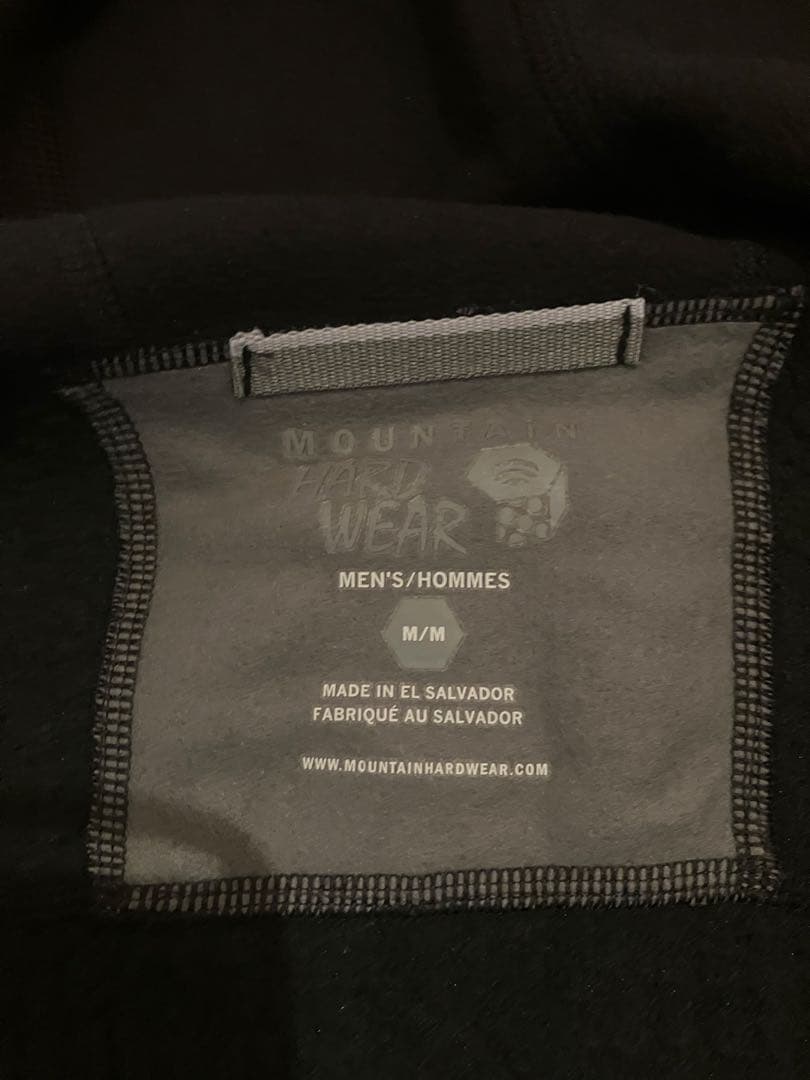 MOUNTAIN
HARD
WEAR
MEN'S/HOMMES
M/M
MADE IN EL SALVADOR
FABRIQUÉ AU SALVADOR
WWW.MOUNTAINHARDWEAR.COM